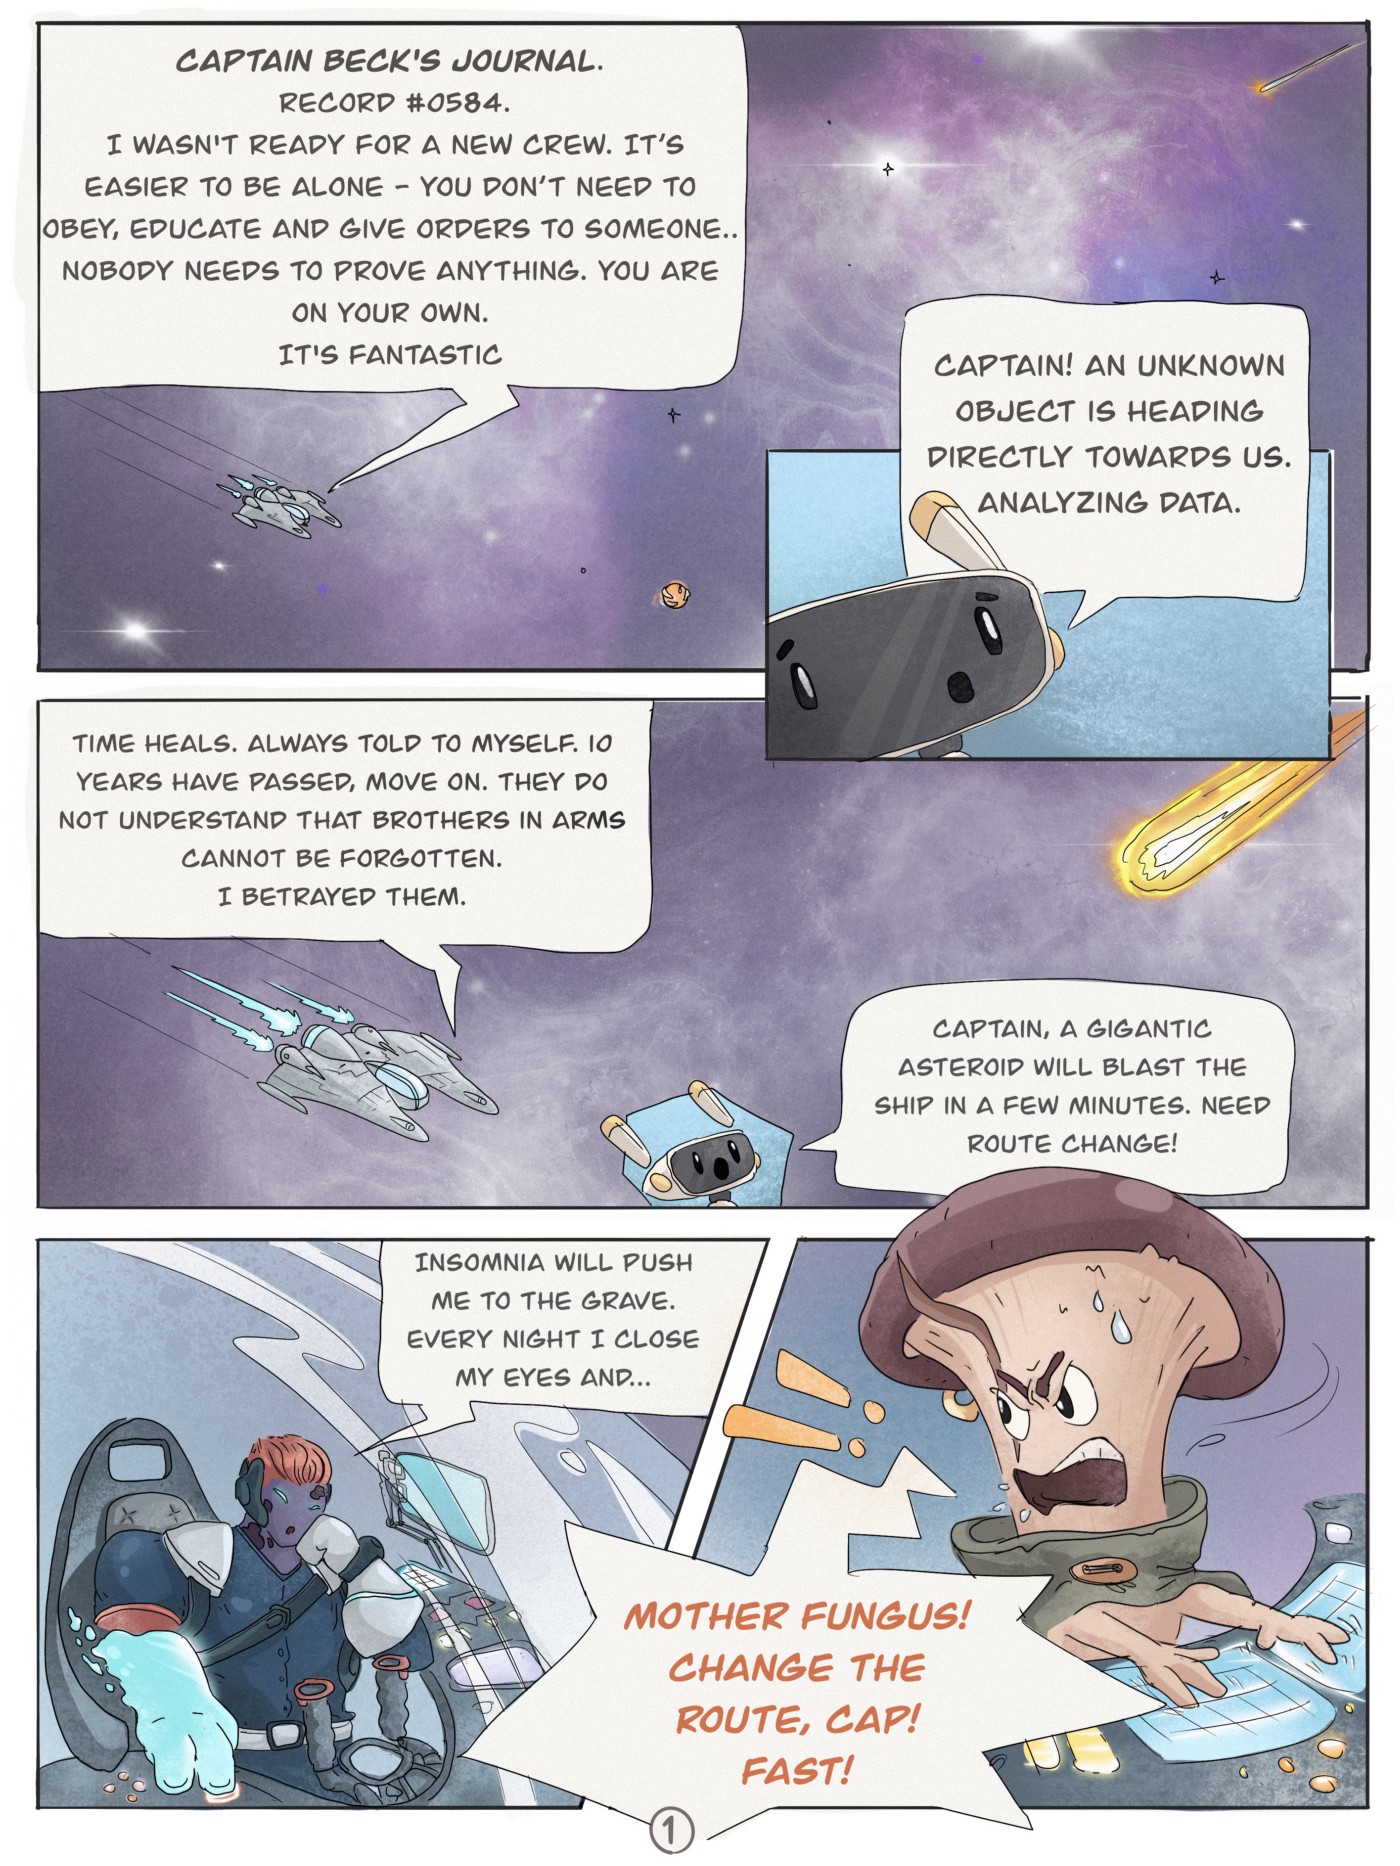 CAPTAIN BECK'S JOURNAL.
RECORD #0584.
I WASN'T READY FOR A NEW CREW. IT'S
EASIER TO BE ALONE - YOU DON'T NEED TO
OBEY, EDUCATE AND GIVE ORDERS TO SOMEONE..
NOBODY NEEDS TO PROVE ANYTHING. YOU ARE
ON YOUR OWN.
IT'S FANTASTIC
CAPTAIN! AN UNKNOWN
OBJECT IS HEADING
DIRECTLY TOWARDS US.
ANALYZING DATA.
TIME HEALS. ALWAYS TOLD TO MYSELF. 10
YEARS HAVE PASSED, MOVE ON. THEY DO
NOT UNDERSTAND THAT BROTHERS IN ARMS
CANNOT BE FORGOTTEN.
I BETRAYED THEM.
CAPTAIN, A GIGANTIC
ASTEROID WILL BLAST THE
SHIP IN A FEW MINUTES. NEED
ROUTE CHANGE!
INSOMNIA WILL PUSH
ME TO THE GRAVE.
EVERY NIGHT I CLOSE
MY EYES AND...
!!
MOTHER FUNGUS!
CHANGE THE
ROUTE, CAP!
FAST!
1